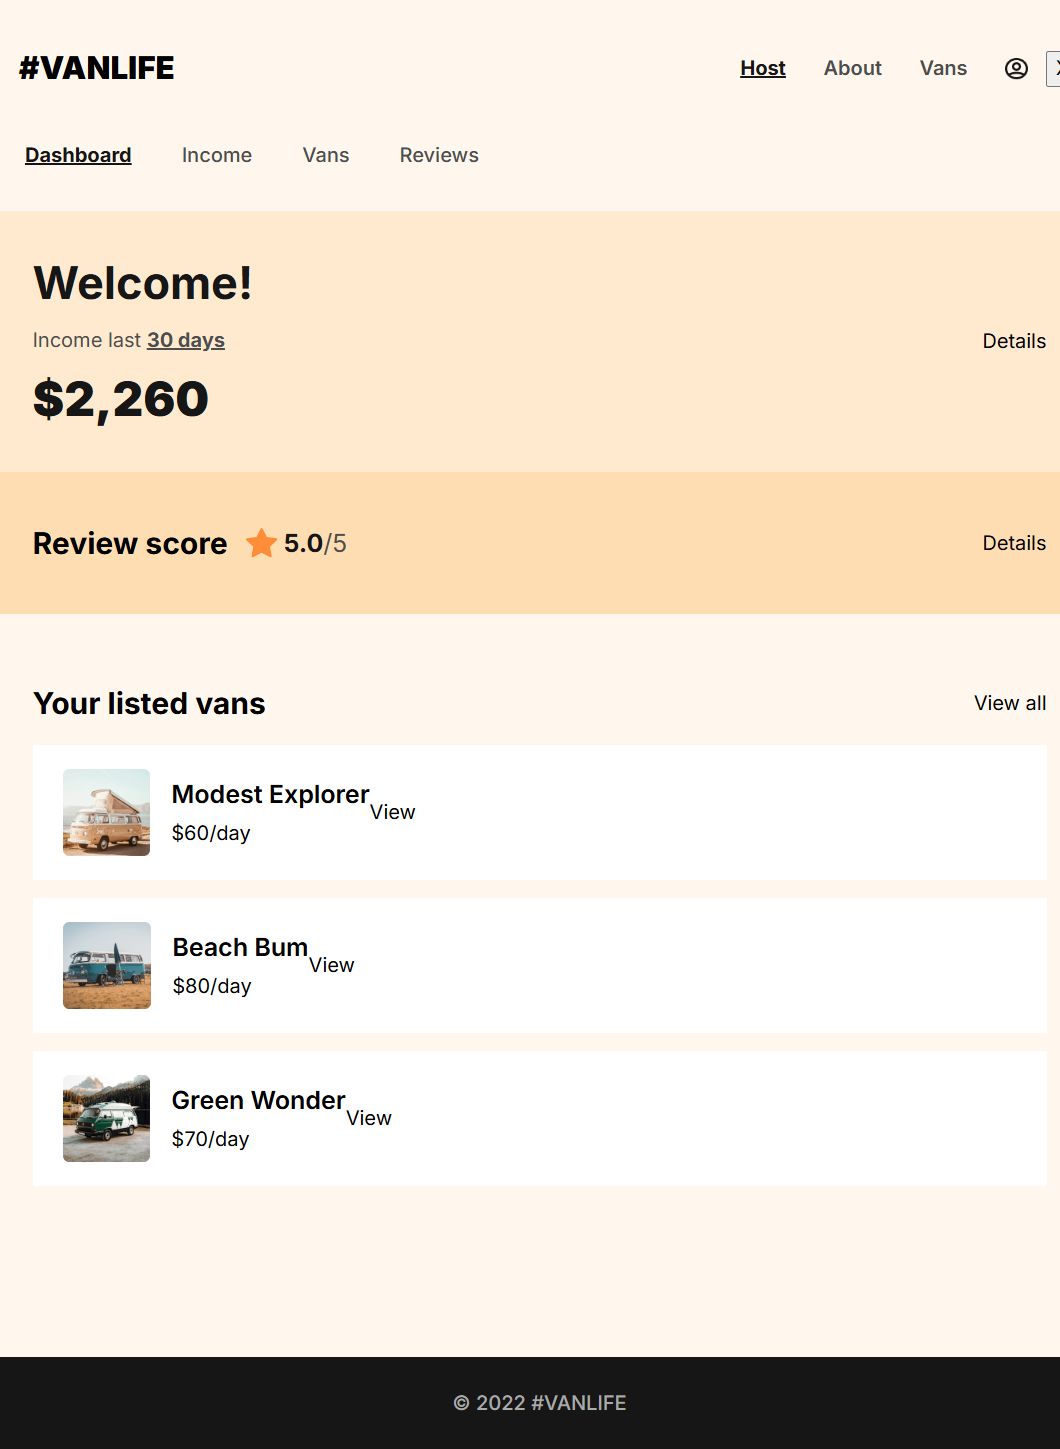 #VANLIFE
Host About Vans
Dashboard Income Vans Reviews
Welcome!
Income last 30 days
Details
$2,260
Review score 5.0/5
Details
Your listed vans
View all
Modest Explorer
View
$60/day
Beach Bum
View
$80/day
Green Wonder
View
$70/day
© 2022 #VANLIFE